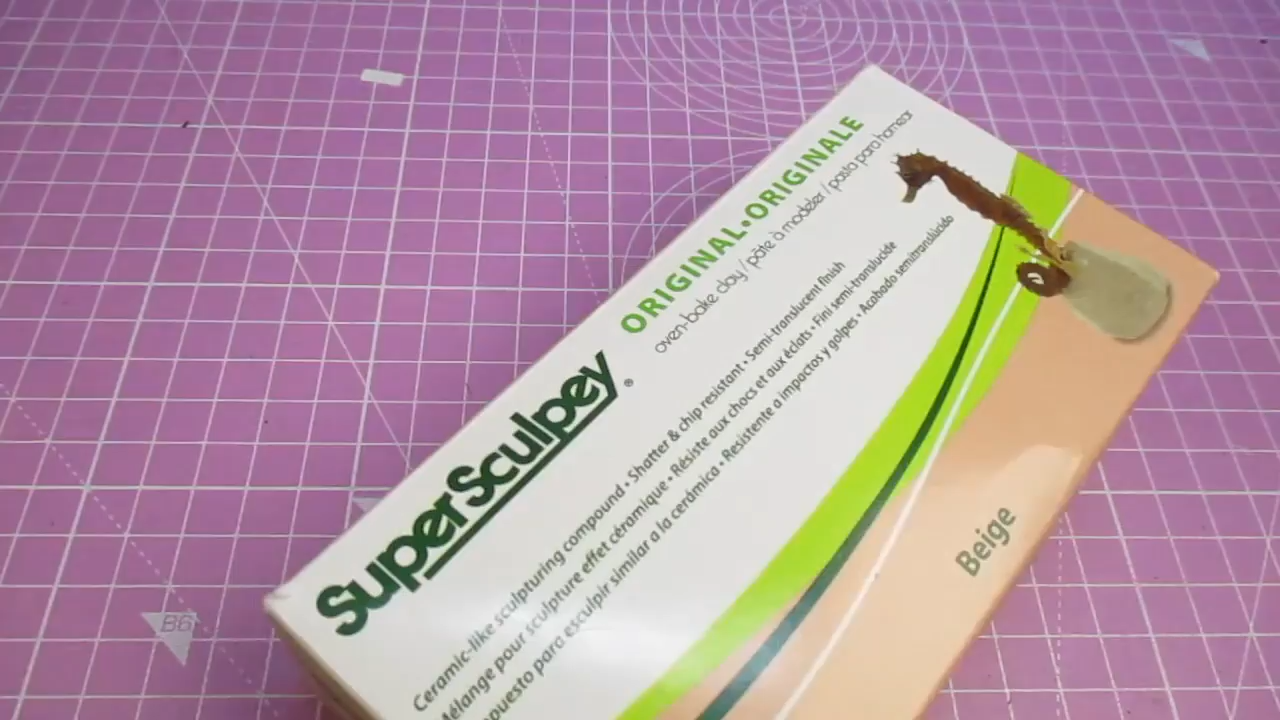 SuperSculpey®
ORIGINAL•ORIGINALE
oven-bake clay / pâte à modeler / pasta para hornear
Ceramic-like sculpturing compound • Shatter & chip resistant • Semi-translucent finish
Mélange pour sculpture effet céramique • Résiste aux chocs et aux éclats • Fini semi-translucide
puesto para esculpir similar a la cerámica • Resistente a impactos y golpes • Acabado semitranslúcido
Beige
B6